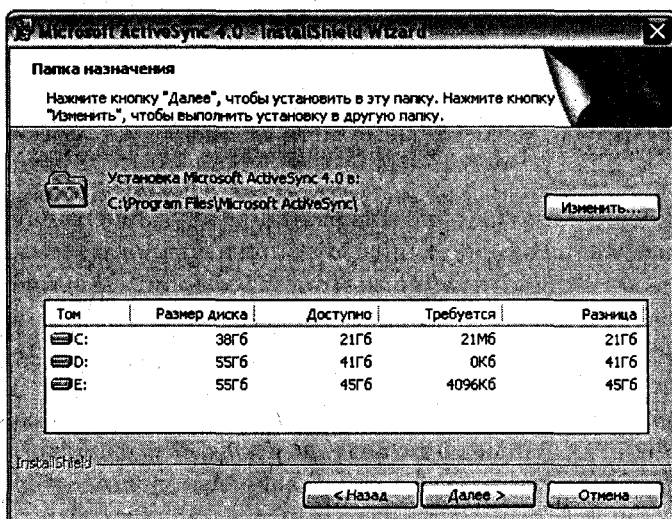 Microsoft ActiveSync 4.0 - InstallShield Wizard
Папка назначения
Нажмите кнопку "Далее", чтобы установить в эту папку. Нажмите кнопку
"Изменить", чтобы выполнить установку в другую папку.
Установка Microsoft ActiveSync 4.0 в:
C:\Program Files\Microsoft ActiveSync\
Изменить...
Том Размер диска Доступно Требуется Разница
C: 38Гб 21Гб 21Мб 21Гб
D: 55Гб 41Гб 0Кб 41Гб
E: 55Гб 45Гб 4096Кб 45Гб
InstallShield
< Назад Далее > Отмена